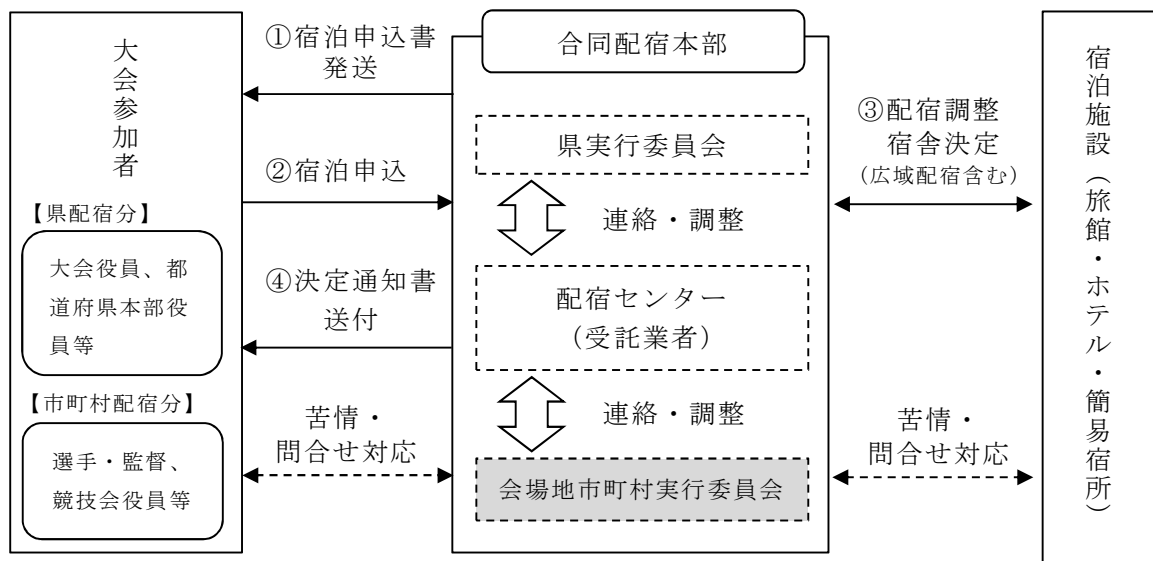 大会参加者
【県配宿分】
大会役員、都
道府県本部役
員等
【市町村配宿分】
選手・監督、
競技会役員等
①宿泊申込書
発送
②宿泊申込
④決定通知書
送付
苦情・
問合せ対応
合同配宿本部
県実行委員会
連絡・調整
配宿センター
（受託業者）
連絡・調整
会場地市町村実行委員会
③配宿調整
宿舎決定
（広域配宿含む）
苦情・
問合せ対応
宿泊施設（旅館・ホテル・簡易宿所）